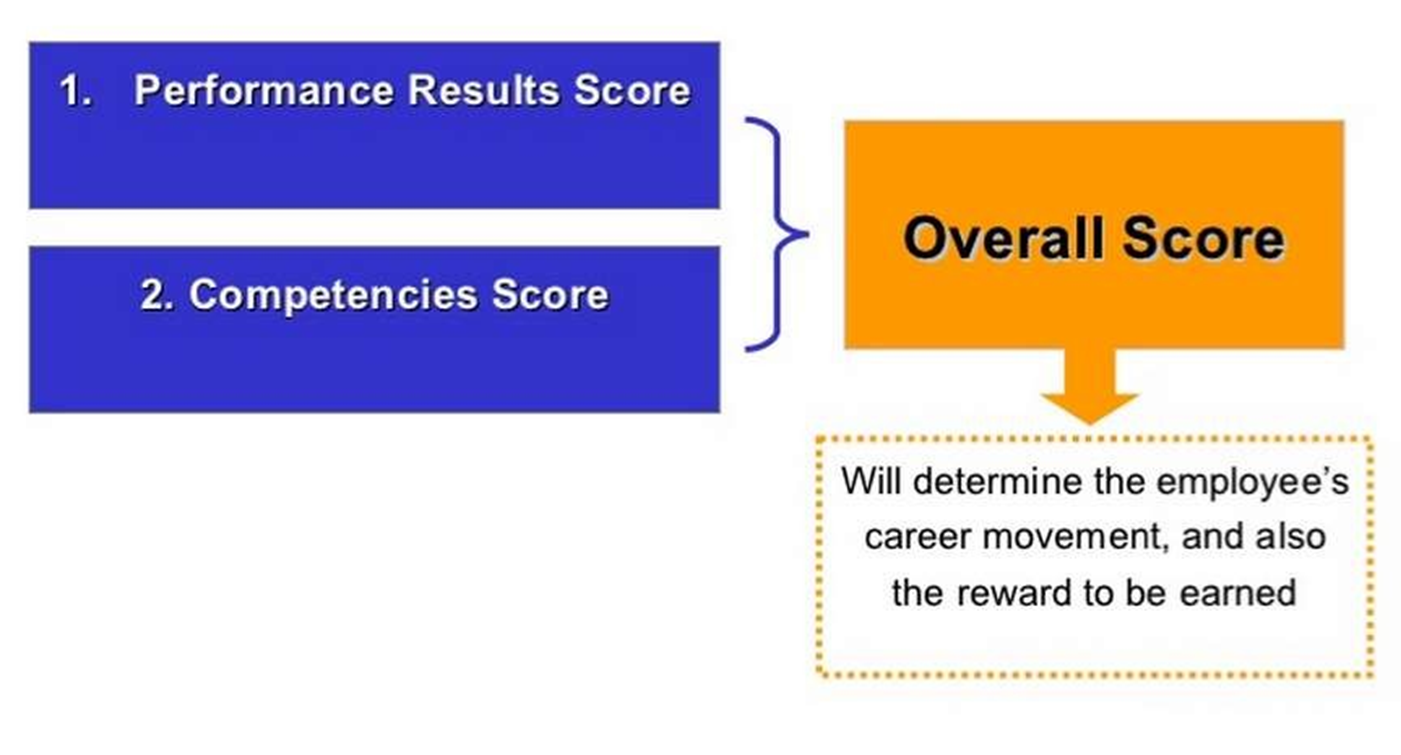 1. Performance Results Score
2. Competencies Score
Overall Score
Will determine the employee’s
career movement, and also
the reward to be earned